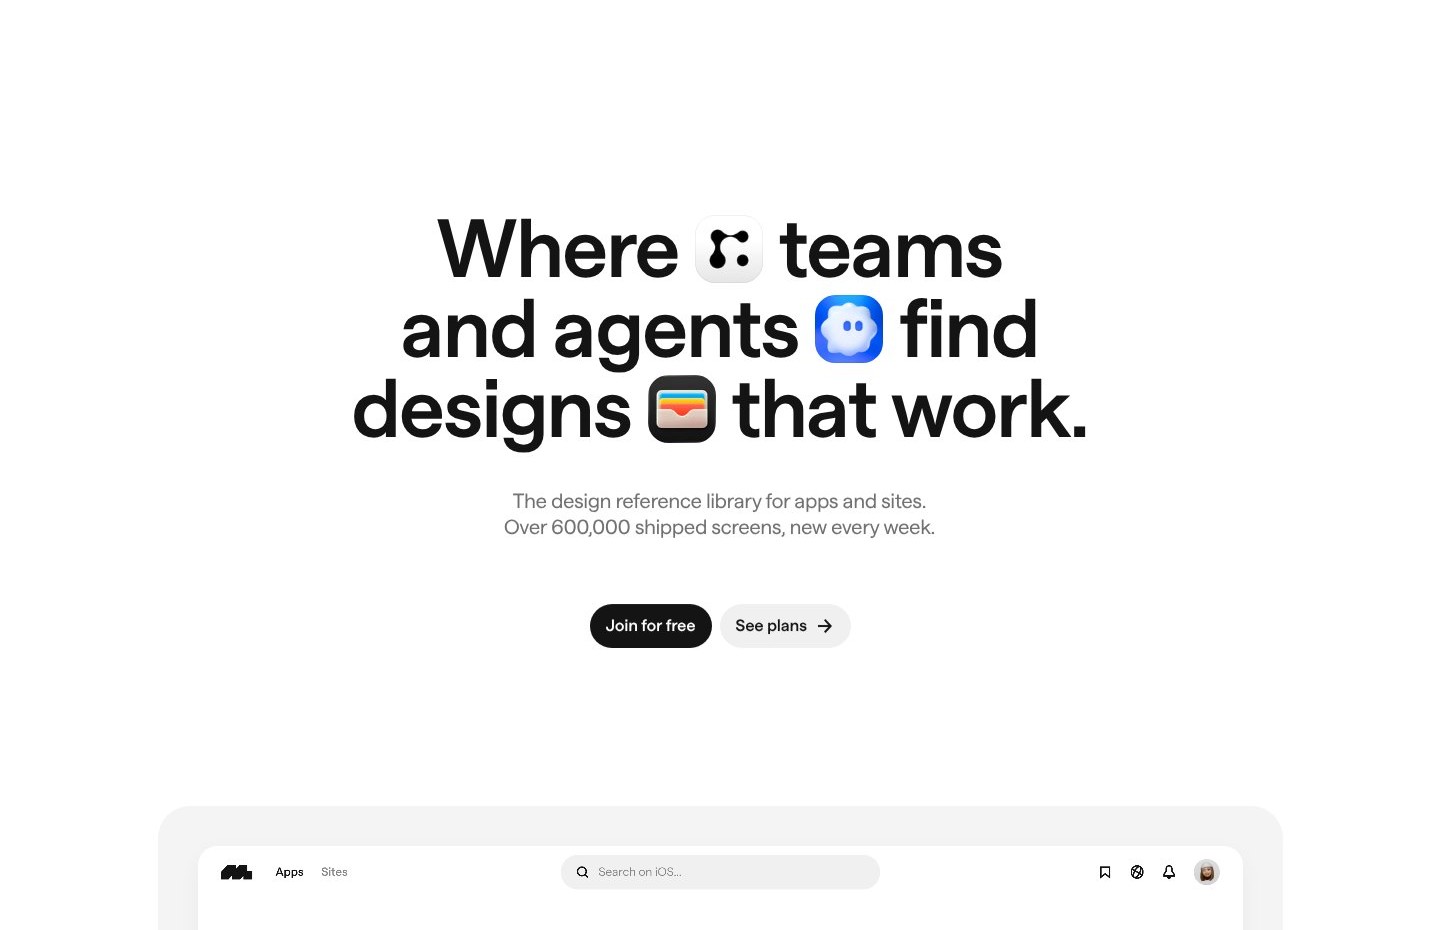 Where teams
and agents find
designs that work.
The design reference library for apps and sites.
Over 600,000 shipped screens, new every week.
Join for free
See plans
Apps
Sites
Search on iOS...